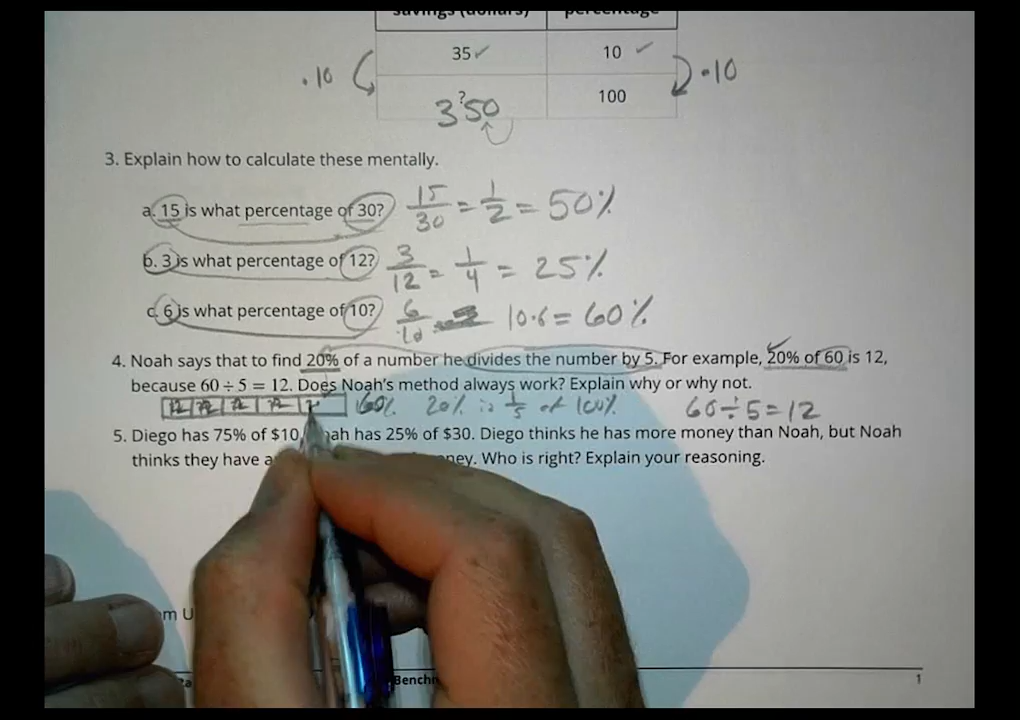 savings (dollars) percentage
35 ✓ 10 ✓
· 10 · 10
3?50 100
3. Explain how to calculate these mentally.
a. 15 is what percentage of 30? 15/30 = 1/2 = 50%
b. 3 is what percentage of 12? 3/12 = 1/4 = 25%
c. 6 is what percentage of 10? 6/10 10·6 = 60%
4. Noah says that to find 20% of a number he divides the number by 5. For example, 20% of 60 is 12,
because 60 ÷ 5 = 12. Does Noah's method always work? Explain why or why not.
12 12 12 12 20% is 1/5 of 100% 60÷5=12
5. Diego has 75% of $10, has 25% of $30. Diego thinks he has more money than Noah, but Noah
thinks they have Who is right? Explain your reasoning.
1